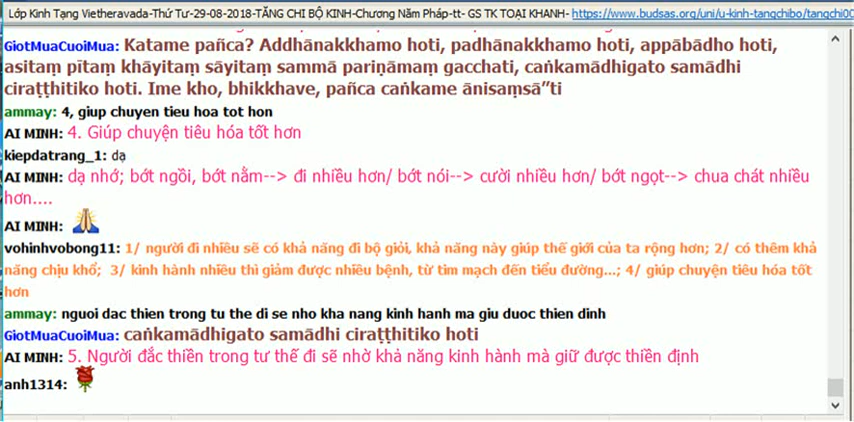 Lớp Kinh Tạng Vietheravada-Thứ Tư-29-08-2018-TĂNG CHI BỘ KINH-Chương Năm Pháp-tt- GS TK TOẠI KHANH- https://www.budsas.org/uni/u-kinh-tangchibo/tangchi0
GiotMuaCuoiMua: Katame pañca? Addhānakkhamo hoti, padhānakkhamo hoti, appābādho hoti,
asitaṃ pītaṃ khāyitaṃ sāyitaṃ sammā pariṇāmaṃ gacchati, caṅkamādhigato samādhi
ciraṭṭhitiko hoti. Ime kho, bhikkhave, pañca caṅkame ānisaṃsā”ti
ammay: 4, giup chuyen tieu hoa tot hon
AI MINH: 4. Giúp chuyện tiêu hóa tốt hơn
kiepdatrang_1: dạ
AI MINH: dạ nhớ; bớt ngồi, bớt nằm--> đi nhiều hơn/ bớt nói--> cười nhiều hơn/ bớt ngọt--> chua chát nhiều
hơn....
AI MINH:
vohinhvobong11: 1/ người đi nhiều sẽ có khả năng đi bộ giỏi, khả năng này giúp thế giới của ta rộng hơn; 2/ có thêm khả
năng chịu khổ; 3/ kinh hành nhiều thì giảm được nhiều bệnh, từ tim mạch đến tiểu đường...; 4/ giúp chuyện tiêu hóa tốt
hơn
ammay: nguoi dac thien trong tu the di se nho kha nang kinh hanh ma giu duoc thien dinh
GiotMuaCuoiMua: caṅkamādhigato samādhi ciraṭṭhitiko hoti
AI MINH: 5. Người đắc thiền trong tư thế đi sẽ nhờ khả năng kinh hành mà giữ được thiền định
anh1314: